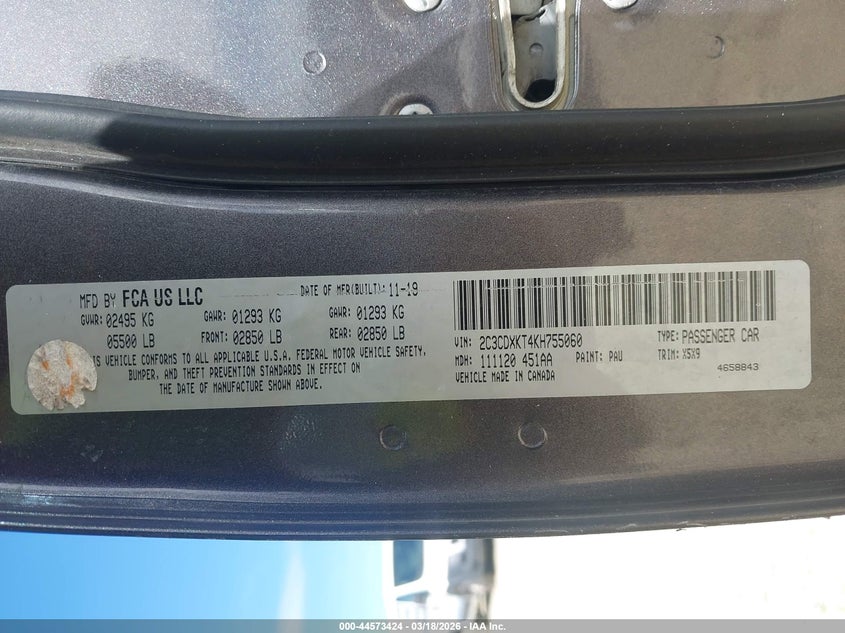 MFD BY FCA US LLC DATE OF MFR(BUILT): 11-19
GVWR: 02495 KG GAWR: 01293 KG GAWR: 01293 KG
05500 LB FRONT: 02850 LB REAR: 02850 LB
THIS VEHICLE CONFORMS TO ALL APPLICABLE U.S.A. FEDERAL MOTOR VEHICLE SAFETY,
BUMPER, AND THEFT PREVENTION STANDARDS IN EFFECT ON
THE DATE OF MANUFACTURE SHOWN ABOVE.
VIN: 2C3CDXKT4KH755060 TYPE: PASSENGER CAR
MDH: 111120 451AA PAINT: PAU TRIM: X5X9
VEHICLE MADE IN CANADA 4658843
000-44573424 | 03/18/2026 - IAA Inc.